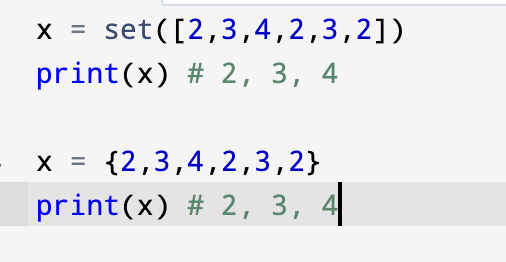 x = set([2,3,4,2,3,2])
print(x) # 2, 3, 4
x = {2,3,4,2,3,2}
print(x) # 2, 3, 4